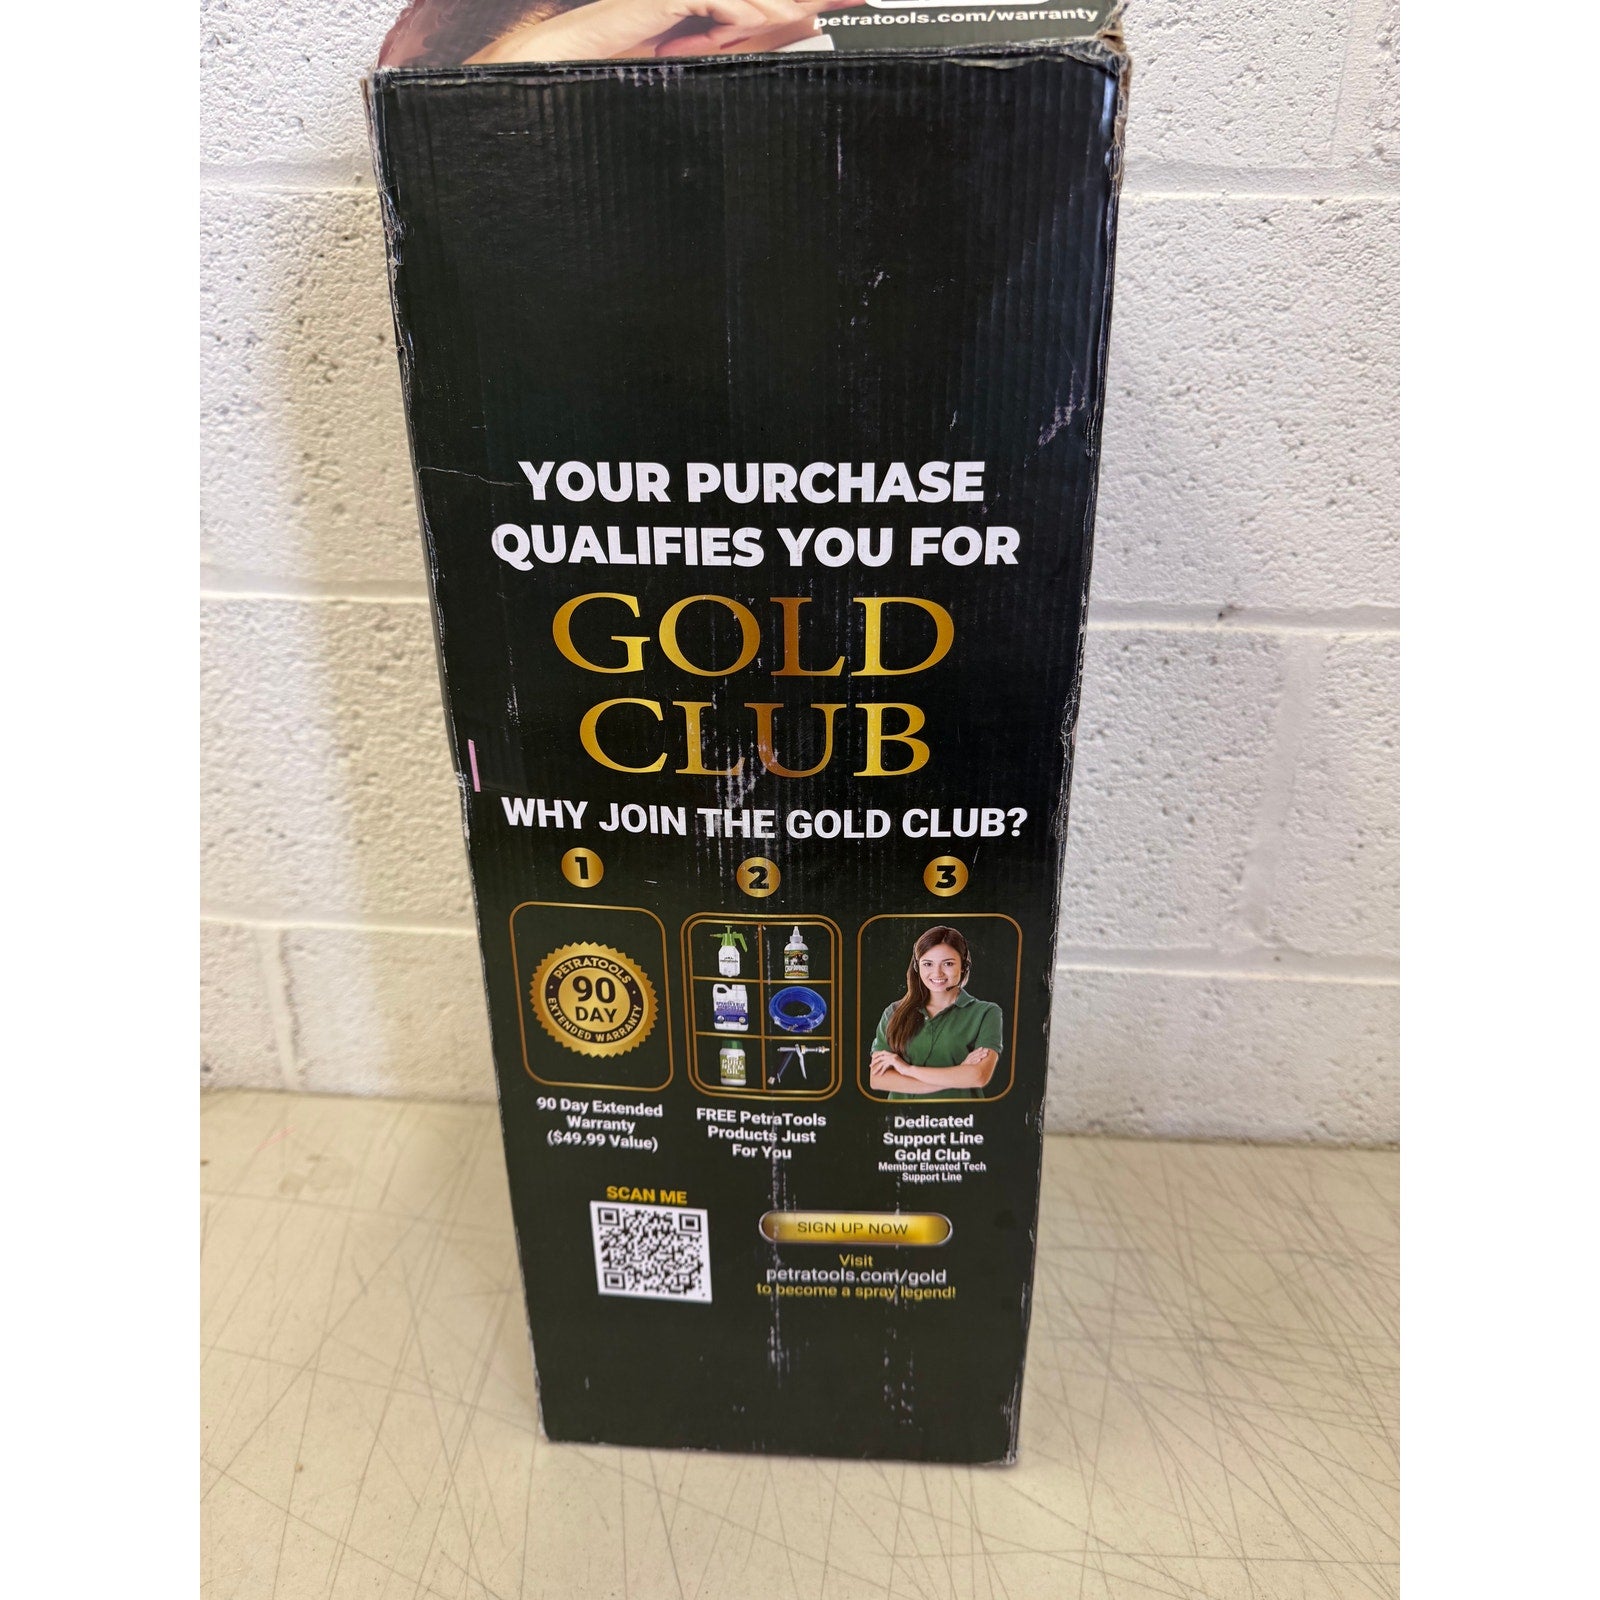 petratools.com/warranty
YOUR PURCHASE
QUALIFIES YOU FOR
GOLD
CLUB
WHY JOIN THE GOLD CLUB?
1
2
3
PETRATOOLS
90
DAY
EXTENDED WARRANTY
PURE
NEEM
OIL
90 Day Extended
Warranty
($49.99 Value)
FREE PetraTools
Products Just
For You
Dedicated
Support Line
Gold Club
Member Elevated Tech
Support Line
SCAN ME
SIGN UP NOW
Visit
petratools.com/gold
to become a spray legend!